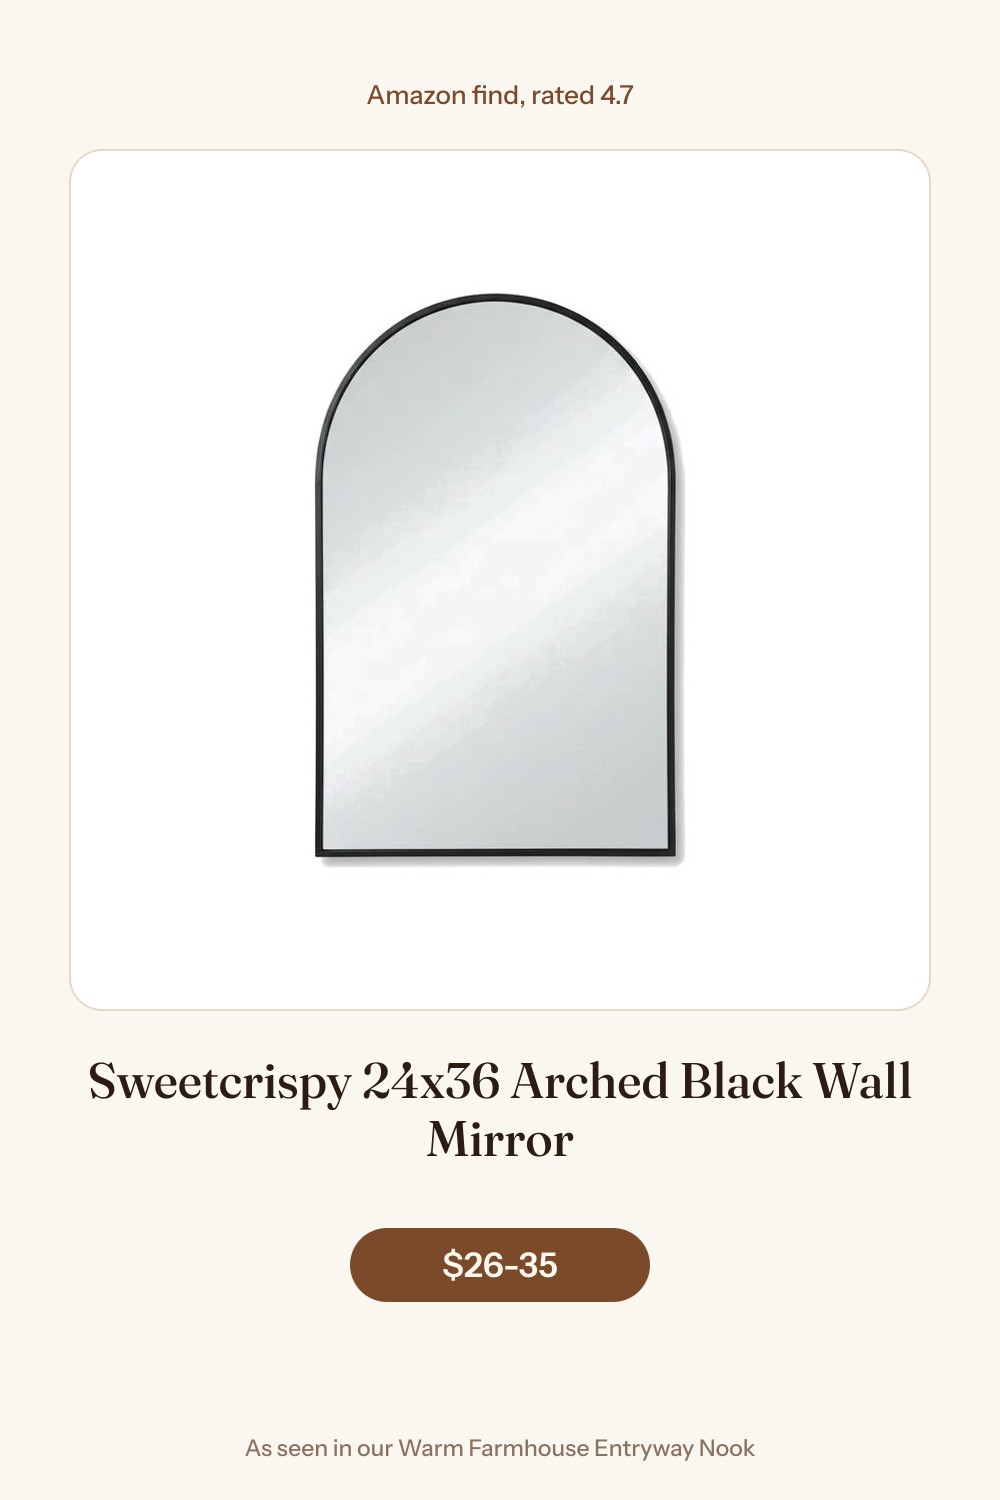 Amazon find, rated 4.7
Sweetcrispy 24x36 Arched Black Wall
Mirror
$26-35
As seen in our Warm Farmhouse Entryway Nook